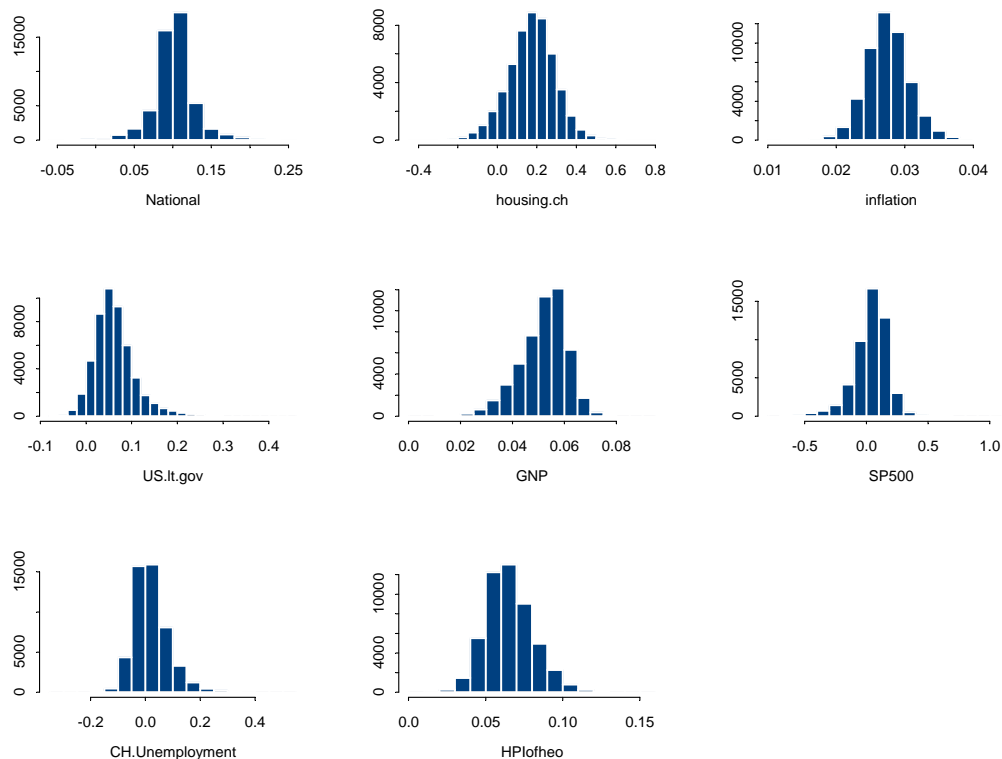 0 5000 15000
-0.05 0.05 0.15 0.25
National
0 4000 8000
-0.4 0.0 0.2 0.4 0.6 0.8
housing.ch
0 4000 10000
0.01 0.02 0.03 0.04
inflation
0 4000 8000
-0.1 0.0 0.1 0.2 0.3 0.4
US.lt.gov
0 4000 10000
0.00 0.02 0.04 0.06 0.08
GNP
0 5000 15000
-0.5 0.0 0.5 1.0
SP500
0 5000 15000
-0.2 0.0 0.2 0.4
CH.Unemployment
0 4000 10000
0.0 0.05 0.10 0.15
HPIofheo